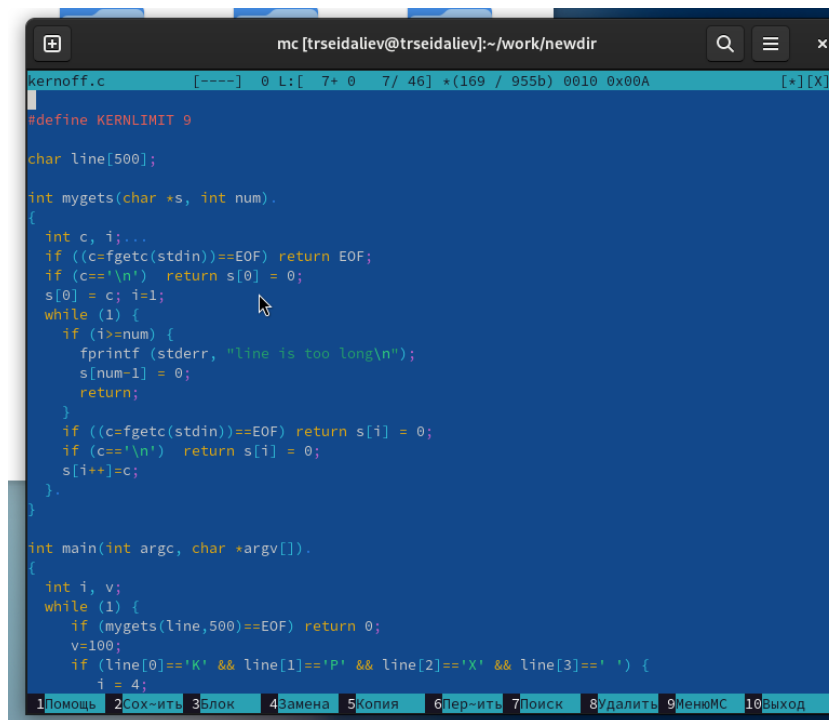 mc [trseidaliev@trseidaliev]:~/work/newdir
kernoff.c [----] 0 L:[ 7+ 0 7/ 46] *(169 / 955b) 0010 0x00A [*][X]
#define KERNLIMIT 9
char line[500];
int mygets(char *s, int num).
{
int c, i;...
if ((c=fgetc(stdin))==EOF) return EOF;
if (c=='\n') return s[0] = 0;
s[0] = c; i=1;
while (1) {
if (i>=num) {
fprintf (stderr, "line is too long\n");
s[num-1] = 0;
return;
}
if ((c=fgetc(stdin))==EOF) return s[i] = 0;
if (c=='\n') return s[i] = 0;
s[i++]=c;
}.
}
int main(int argc, char *argv[]).
{
int i, v;
while (1) {
if (mygets(line,500)==EOF) return 0;
v=100;
if (line[0]=='K' && line[1]=='P' && line[2]=='X' && line[3]==' ') {
i = 4;
1Помощь 2Сох~ить 3Блок 4Замена 5Копия 6Пер~ить 7Поиск 8Удалить 9МенюМС 10Выход